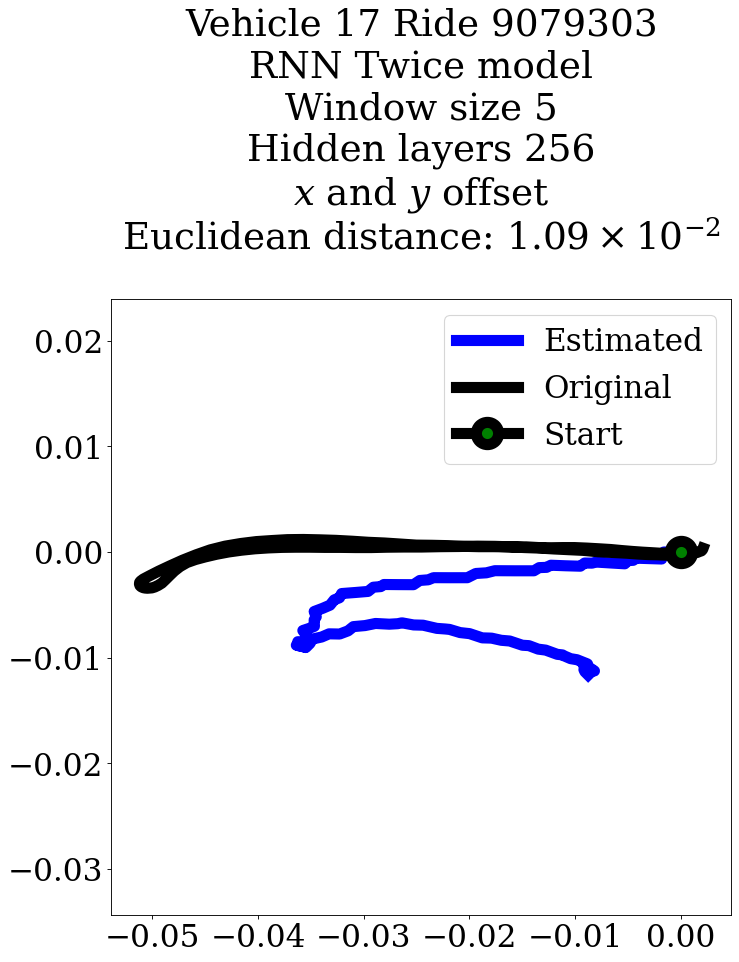 Vehicle 17 Ride 9079303
RNN Twice model
Window size 5
Hidden layers 256
x and y offset
Euclidean distance: 1.09 × 10⁻²
Estimated
Original
Start
0.02
0.01
0.00
−0.01
−0.02
−0.03
−0.05 −0.04 −0.03 −0.02 −0.01 0.00